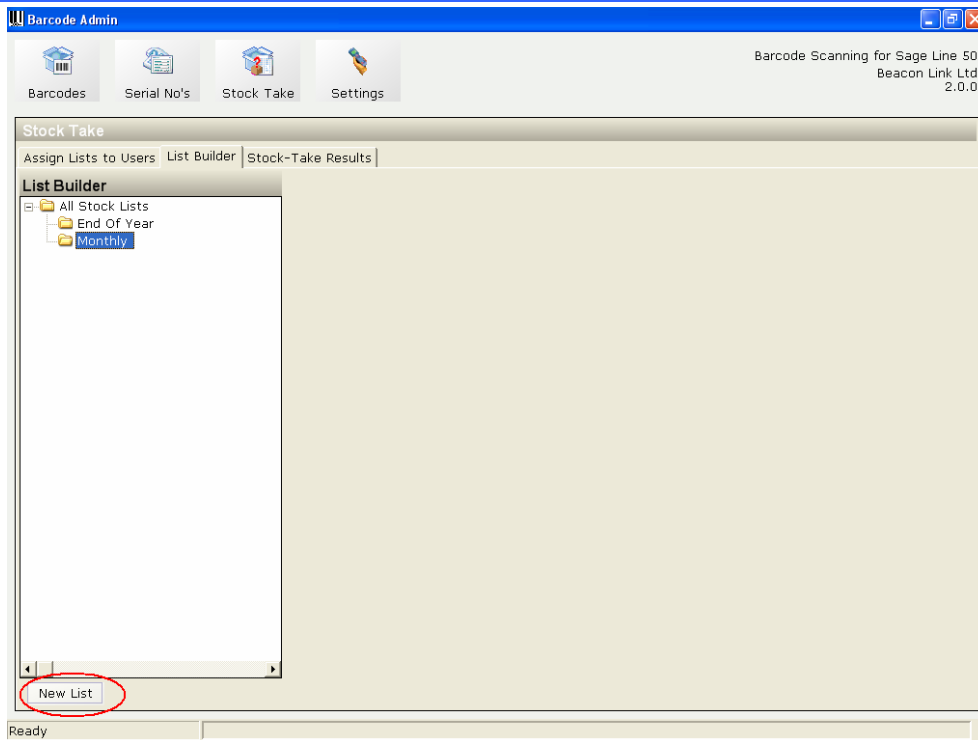 Barcode Admin
Barcodes
Serial No's
Stock Take
Settings
Barcode Scanning for Sage Line 50
Beacon Link Ltd
2.0.0
Stock Take
Assign Lists to Users
List Builder
Stock-Take Results
List Builder
All Stock Lists
End Of Year
Monthly
New List
Ready